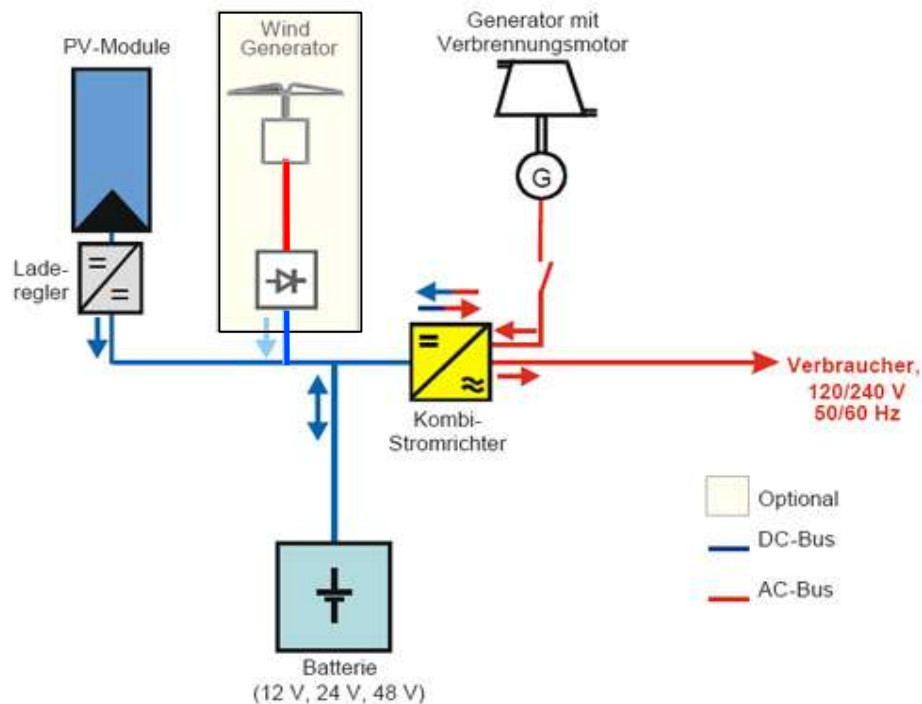 PV-Module
Wind
Generator
Generator mit
Verbrennungsmotor
G
Lade-
regler
Kombi-
Stromrichter
Verbraucher,
120/240 V
50/60 Hz
Optional
DC-Bus
AC-Bus
Batterie
(12 V, 24 V, 48 V)